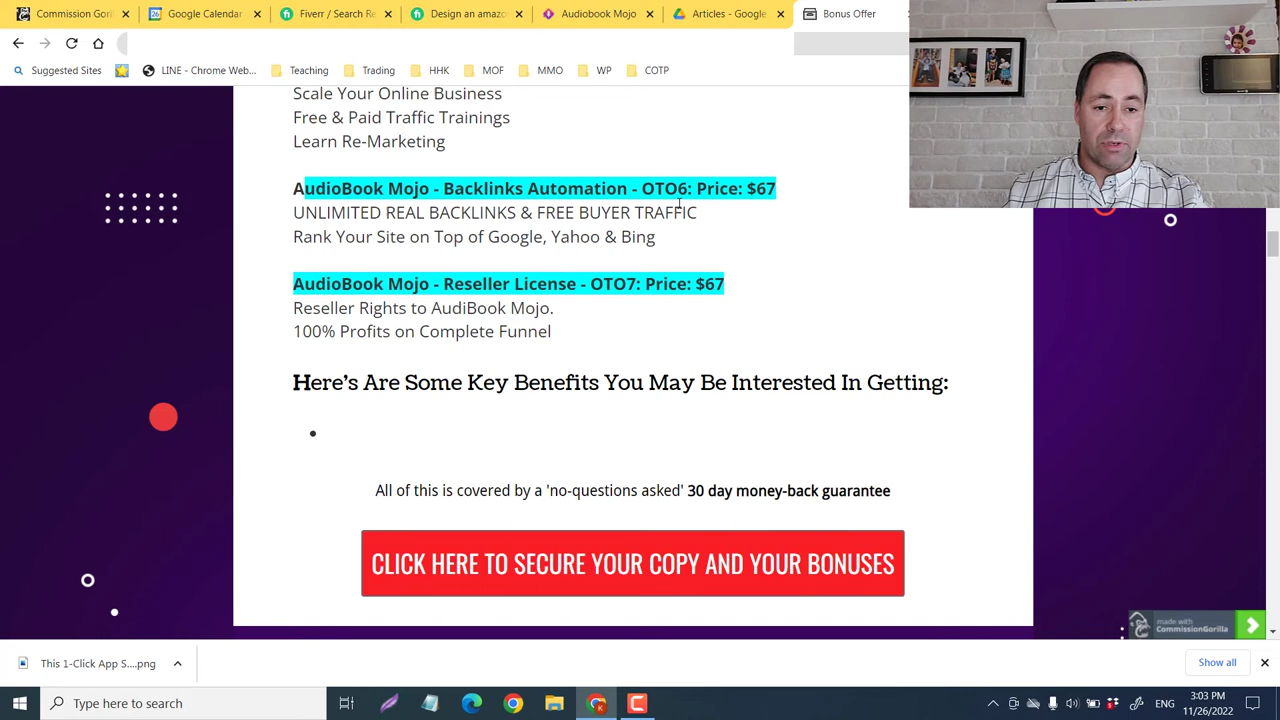 Commission Gori
Google Calendar
Fiverr / Search Re
Design an amazo
Audiobook Mojo
Articles - Google
Bonus Offer
Suggested Sites
LINE - Chrome Web...
Teaching
Trading
HHK
MOF
MMO
WP
COTP
Scale Your Online Business
Free & Paid Traffic Trainings
Learn Re-Marketing
AudioBook Mojo - Backlinks Automation - OTO6: Price: $67
UNLIMITED REAL BACKLINKS & FREE BUYER TRAFFIC
Rank Your Site on Top of Google, Yahoo & Bing
AudioBook Mojo - Reseller License - OTO7: Price: $67
Reseller Rights to AudiBook Mojo.
100% Profits on Complete Funnel
Here's Are Some Key Benefits You May Be Interested In Getting:
All of this is covered by a 'no-questions asked' 30 day money-back guarantee
CLICK HERE TO SECURE YOUR COPY AND YOUR BONUSES
made with
CommissionGorilla
This 1-Click App S....png
Show all
Type here to search
ENG
3:03 PM
11/26/2022